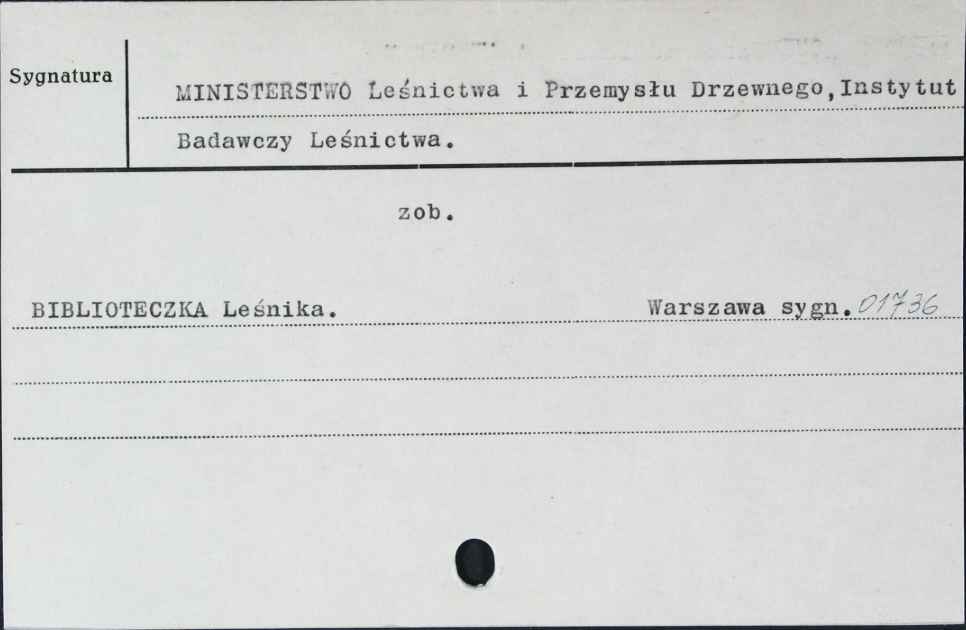 Sygnatura
MINISTERSTWO Leśnictwa i Przemysłu Drzewnego,Instytut
Badawczy Leśnictwa.
zob.
BIBLIOTECZKA Leśnika. Warszawa sygn. 01736